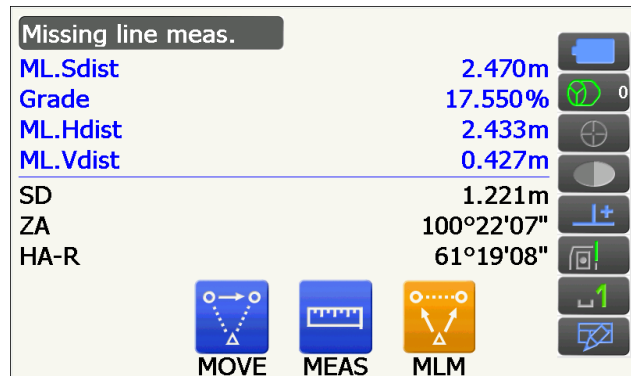 Missing line meas.
ML.Sdist 2.470m
Grade 17.550%
0
ML.Hdist 2.433m
ML.Vdist 0.427m
SD 1.221m
ZA 100°22'07"
HA-R 61°19'08"
1
MOVE MEAS MLM